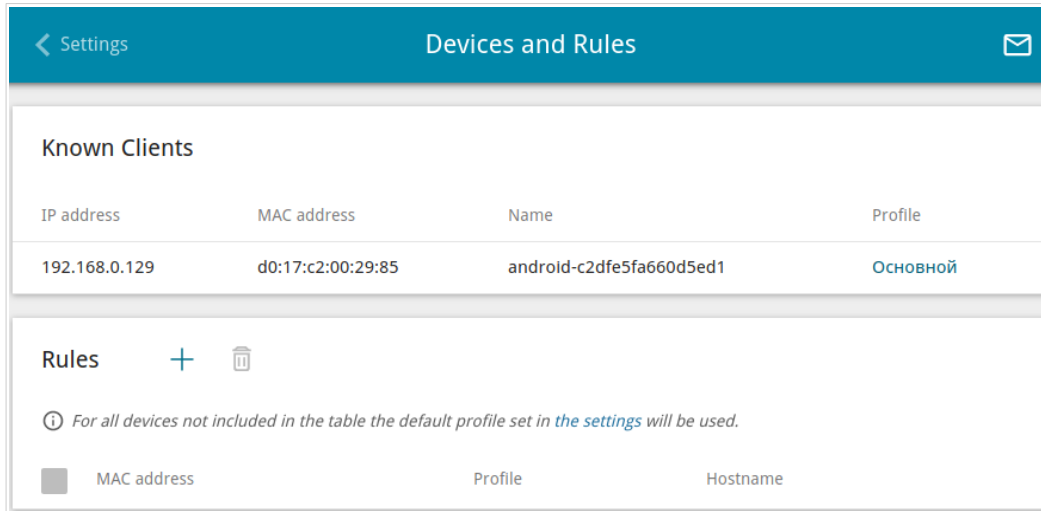 Settings Devices and Rules
Known Clients
IP address MAC address Name Profile
192.168.0.129 d0:17:c2:00:29:85 android-c2dfe5fa660d5ed1 Основной
Rules
For all devices not included in the table the default profile set in the settings will be used.
MAC address Profile Hostname